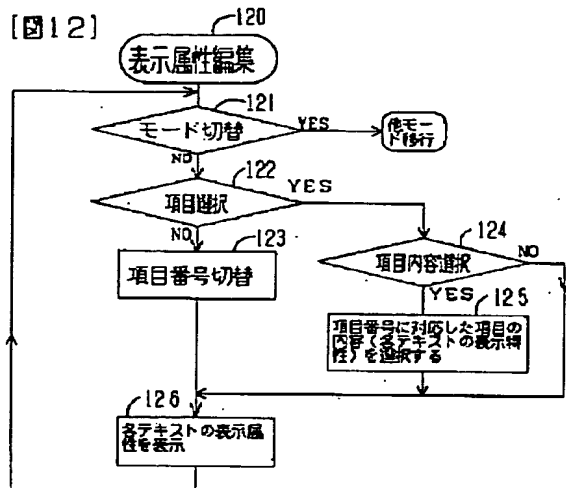 [図12]
120
表示属性編集
121
モード切替
YES
他モー
ド移行
NO
122
項目選択
YES
NO
123
項目番号切替
124
項目内容選択
NO
YES
125
項目番号に対応した項目の
内容(各テキストの表示特
性)を選択する
126
各テキストの表示属
性を表示